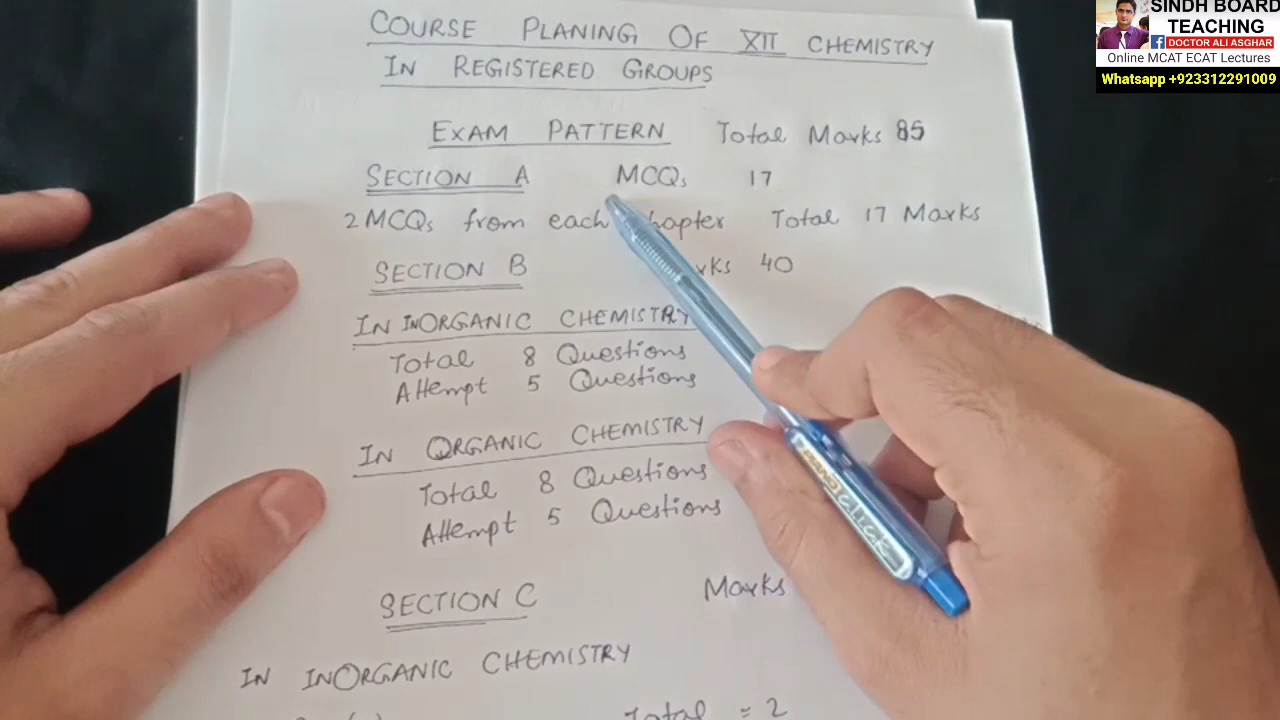 COURSE PLANING OF XII CHEMISTRY
IN REGISTERED GROUPS
EXAM PATTERN Total Marks 85
SECTION A MCQs 17
2 MCQs from each hapter Total 17 Marks
SECTION B rks 40
IN INORGANIC CHEMISTRY
Total 8 Questions
Attempt 5 Questions
IN ORGANIC CHEMISTRY
Total 8 Questions
Attempt 5 Questions
SECTION C Marks
IN INORGANIC CHEMISTRY
Total = 2
SINDH BOARD
TEACHING
f DOCTOR ALI ASGHAR
Online MCAT ECAT Lectures
Whatsapp +923312291009